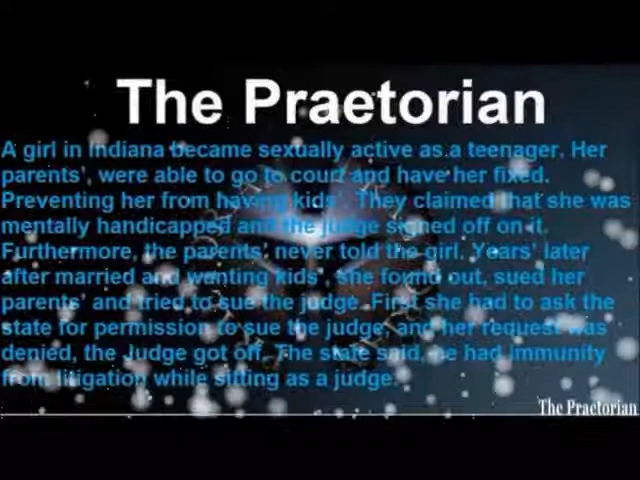 The Praetorian
A girl in Indiana became sexually active as a teenager. Her
parents', were able to go to court and have her fixed.
Preventing her from having kids'. They claimed that she was
mentally handicapped and the judge signed off on it.
Furthermore, the parents' never told the girl. Years' later
after married and wanting kids', she found out, sued her
parents' and tried to sue the judge. First she had to ask the
state for permission to sue the judge, and her request was
denied, the Judge got off. The state said, he had immunity
from litigation while sitting as a judge.
The Praetorian